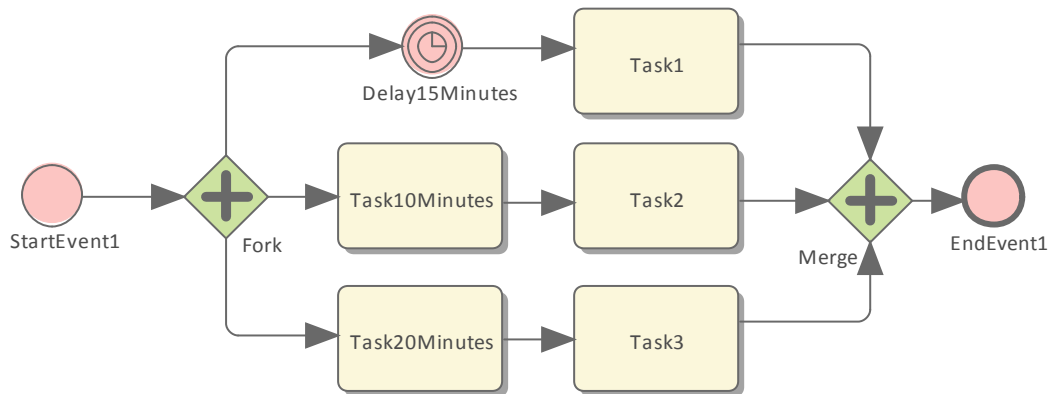 Task1
Delay15Minutes
StartEvent1
Fork
Task10Minutes
Task2
Merge
EndEvent1
Task20Minutes
Task3